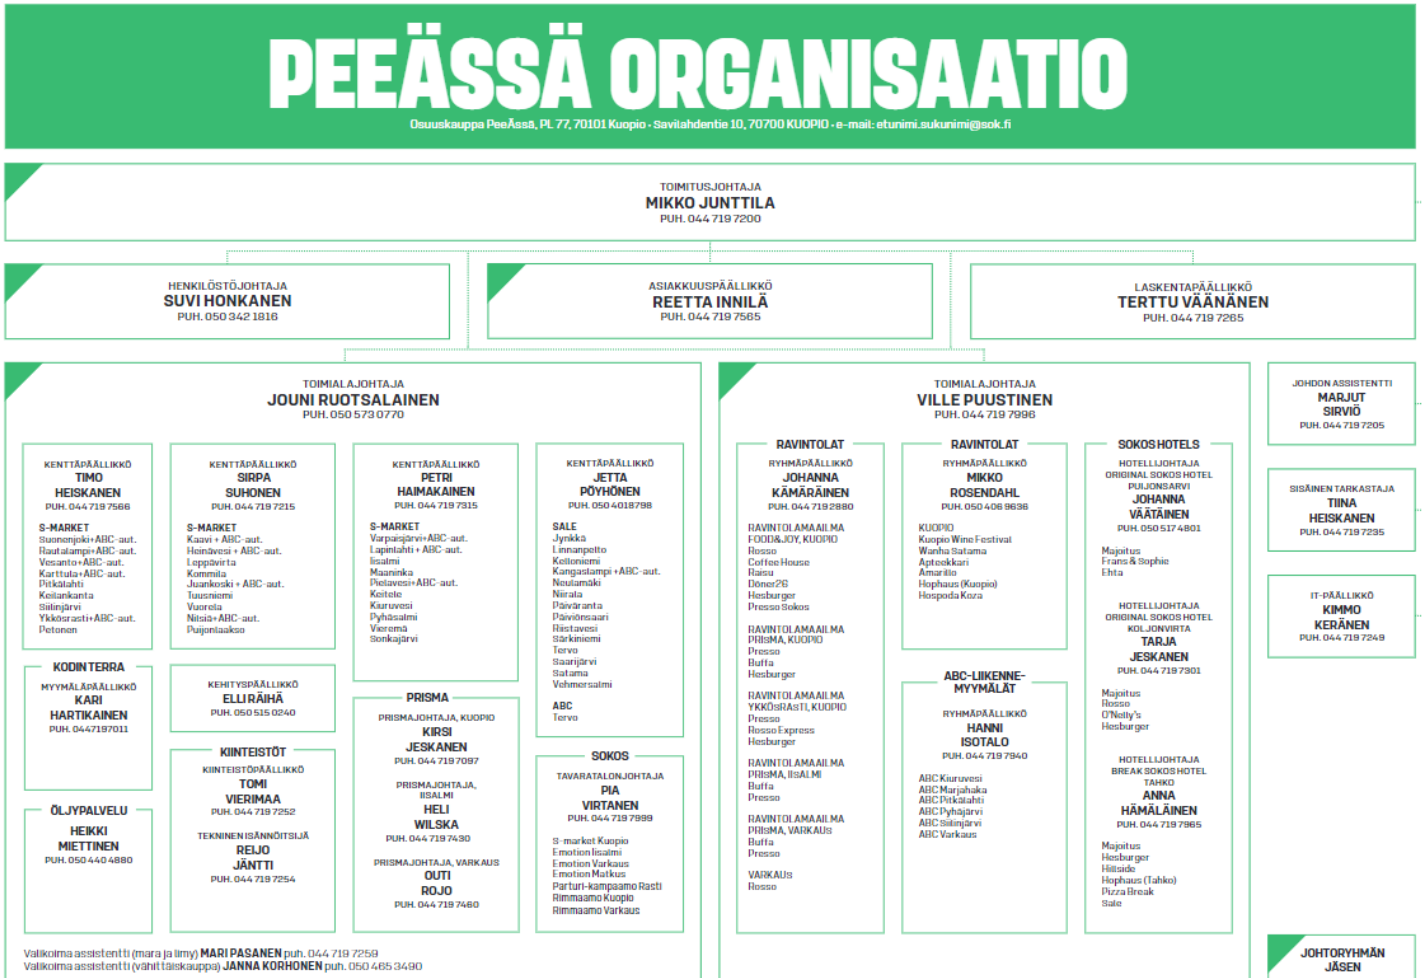 PEEÄSSÄ ORGANISAATIO
Osuuskauppa PeeÄssä, PL 77, 70101 Kuopio - Savilahdentie 10, 70700 KUOPIO - e-mail: etunimi.sukunimi@sok.fi
TOIMITUSJOHTAJA
MIKKO JUNTTILA
PUH. 044 719 7200
HENKILÖSTÖJOHTAJA
SUVI HONKANEN
PUH. 050 342 1816
ASIAKKUUSPÄÄLLIKKÖ
REETTA INNILÄ
PUH. 044 719 7565
LASKENTAPÄÄLLIKKÖ
TERTTU VÄÄNÄNEN
PUH. 044 719 7265
TOIMIALAJOHTAJA
JOUNI RUOTSALAINEN
PUH. 050 573 0770
KENTTÄPÄÄLLIKKÖ
TIMO
HEISKANEN
PUH. 044 719 7566
S-MARKET
Suonenjoki+ABC-aut.
Rautalampi+ABC-aut.
Vesanto+ABC-aut.
Karttula+ABC-aut.
Pitkälahti
Keilankanta
Siilinjärvi
Ykkösrasti+ABC-aut.
Petonen
KODIN TERRA
MYYMÄLÄPÄÄLLIKKÖ
KARI
HARTIKAINEN
PUH. 0447197011
ÖLJYPALVELU
HEIKKI
MIETTINEN
PUH. 050 440 4880
KENTTÄPÄÄLLIKKÖ
SIRPA
SUHONEN
PUH. 044 719 7215
S-MARKET
Kaavi + ABC-aut.
Heinävesi + ABC-aut.
Leppävirta
Kommila
Juankoski + ABC-aut.
Tuusniemi
Vuorela
Nilsiä+ABC-aut.
Puijonlaakso
KEHITYSPÄÄLLIKKÖ
ELLI RÄIHÄ
PUH. 050 515 0240
KIINTEISTÖT
KIINTEISTÖPÄÄLLIKKÖ
TOMI
VIERIMAA
PUH. 044 719 7252
TEKNINEN ISÄNNÖITSIJÄ
REIJO
JÄNTTI
PUH. 044 719 7254
KENTTÄPÄÄLLIKKÖ
PETRI
HAIMAKAINEN
PUH. 044 719 7315
S-MARKET
Varpaisjärvi+ABC-aut.
Lapinlahti + ABC-aut.
Iisalmi
Maaninka
Pielavesi+ABC-aut.
Keitele
Kiuruvesi
Pyhäsalmi
Vieremä
Sonkajärvi
PRISMA
PRISMAJOHTAJA, KUOPIO
KIRSI
JESKANEN
PUH. 044 719 7097
PRISMAJOHTAJA,
IISALMI
HELI
WILSKA
PUH. 044 719 7430
PRISMAJOHTAJA, VARKAUS
OUTI
ROJO
PUH. 044 719 7460
KENTTÄPÄÄLLIKKÖ
JETTA
PÖYHÖNEN
PUH. 050 4018798
SALE
Jynkkä
Linnanpelto
Kelloniemi
Kangaslampi +ABC-aut.
Neulamäki
Niirala
Päiväranta
Päiviönsaari
Riistavesi
Särkiniemi
Tervo
Saarijärvi
Satama
Vehmersalmi
ABC
Tervo
SOKOS
TAVARATALONJOHTAJA
PIA
VIRTANEN
PUH. 044 719 7999
S-market Kuopio
Emotion Iisalmi
Emotion Varkaus
Emotion Matkus
Parturi-kampaamo Rasti
Rimmaamo Kuopio
Rimmaamo Varkaus
Valikoima assistentti (mara ja limy) MARI PASANEN puh. 044 719 7259
Valikoima assistentti (vähittäiskauppa) JANNA KORHONEN puh. 050 465 3490
TOIMIALAJOHTAJA
VILLE PUUSTINEN
PUH. 044 719 7996
RAVINTOLAT
RYHMÄPÄÄLLIKKÖ
JOHANNA
KÄMÄRÄINEN
PUH. 044 719 2880
RAVINTOLAMAAILMA
FOOD&JOY, KUOPIO
Rosso
Coffee House
Raisu
Döner26
Hesburger
Presso Sokos
RAVINTOLAMAAILMA
PRISMA, KUOPIO
Presso
Buffa
Hesburger
RAVINTOLAMAAILMA
YKKÖSRASTI, KUOPIO
Presso
Rosso Express
Hesburger
RAVINTOLAMAAILMA
PRISMA, IISALMI
Buffa
Presso
RAVINTOLAMAAILMA
PRISMA, VARKAUS
Buffa
Presso
VARKAUS
Rosso
RAVINTOLAT
RYHMÄPÄÄLLIKKÖ
MIKKO
ROSENDAHL
PUH. 050 406 9636
KUOPIO
Kuopio Wine Festival
Wanha Satama
Apteekkari
Amarillo
Hophaus (Kuopio)
Hospoda Koza
ABC-LIIKENNE-
MYYMÄLÄT
RYHMÄPÄÄLLIKKÖ
HANNI
ISOTALO
PUH. 044 719 7940
ABC Kiuruvesi
ABC Marjahaka
ABC Pitkälahti
ABC Pyhäjärvi
ABC Siilinjärvi
ABC Varkaus
SOKOS HOTELS
HOTELLIJOHTAJA
ORIGINAL SOKOS HOTEL
PUIJONSARVI
JOHANNA
VÄÄTÄINEN
PUH. 050 517 4801
Majoitus
Frans & Sophie
Ehta
HOTELLIJOHTAJA
ORIGINAL SOKOS HOTEL
KOLJONVIRTA
TARJA
JESKANEN
PUH. 044 719 7301
Majoitus
Rosso
O'Nelly's
Hesburger
HOTELLIJOHTAJA
BREAK SOKOS HOTEL
TAHKO
ANNA
HÄMÄLÄINEN
PUH. 044 719 7965
Majoitus
Hesburger
Hillside
Hophaus (Tahko)
Pizza Break
Sale
JOHDON ASSISTENTTI
MARJUT
SIRVIÖ
PUH. 044 719 7205
SISÄINEN TARKASTAJA
TIINA
HEISKANEN
PUH. 044 719 7235
IT-PÄÄLLIKKÖ
KIMMO
KERÄNEN
PUH. 044 719 7249
JOHTORYHMÄN
JÄSEN